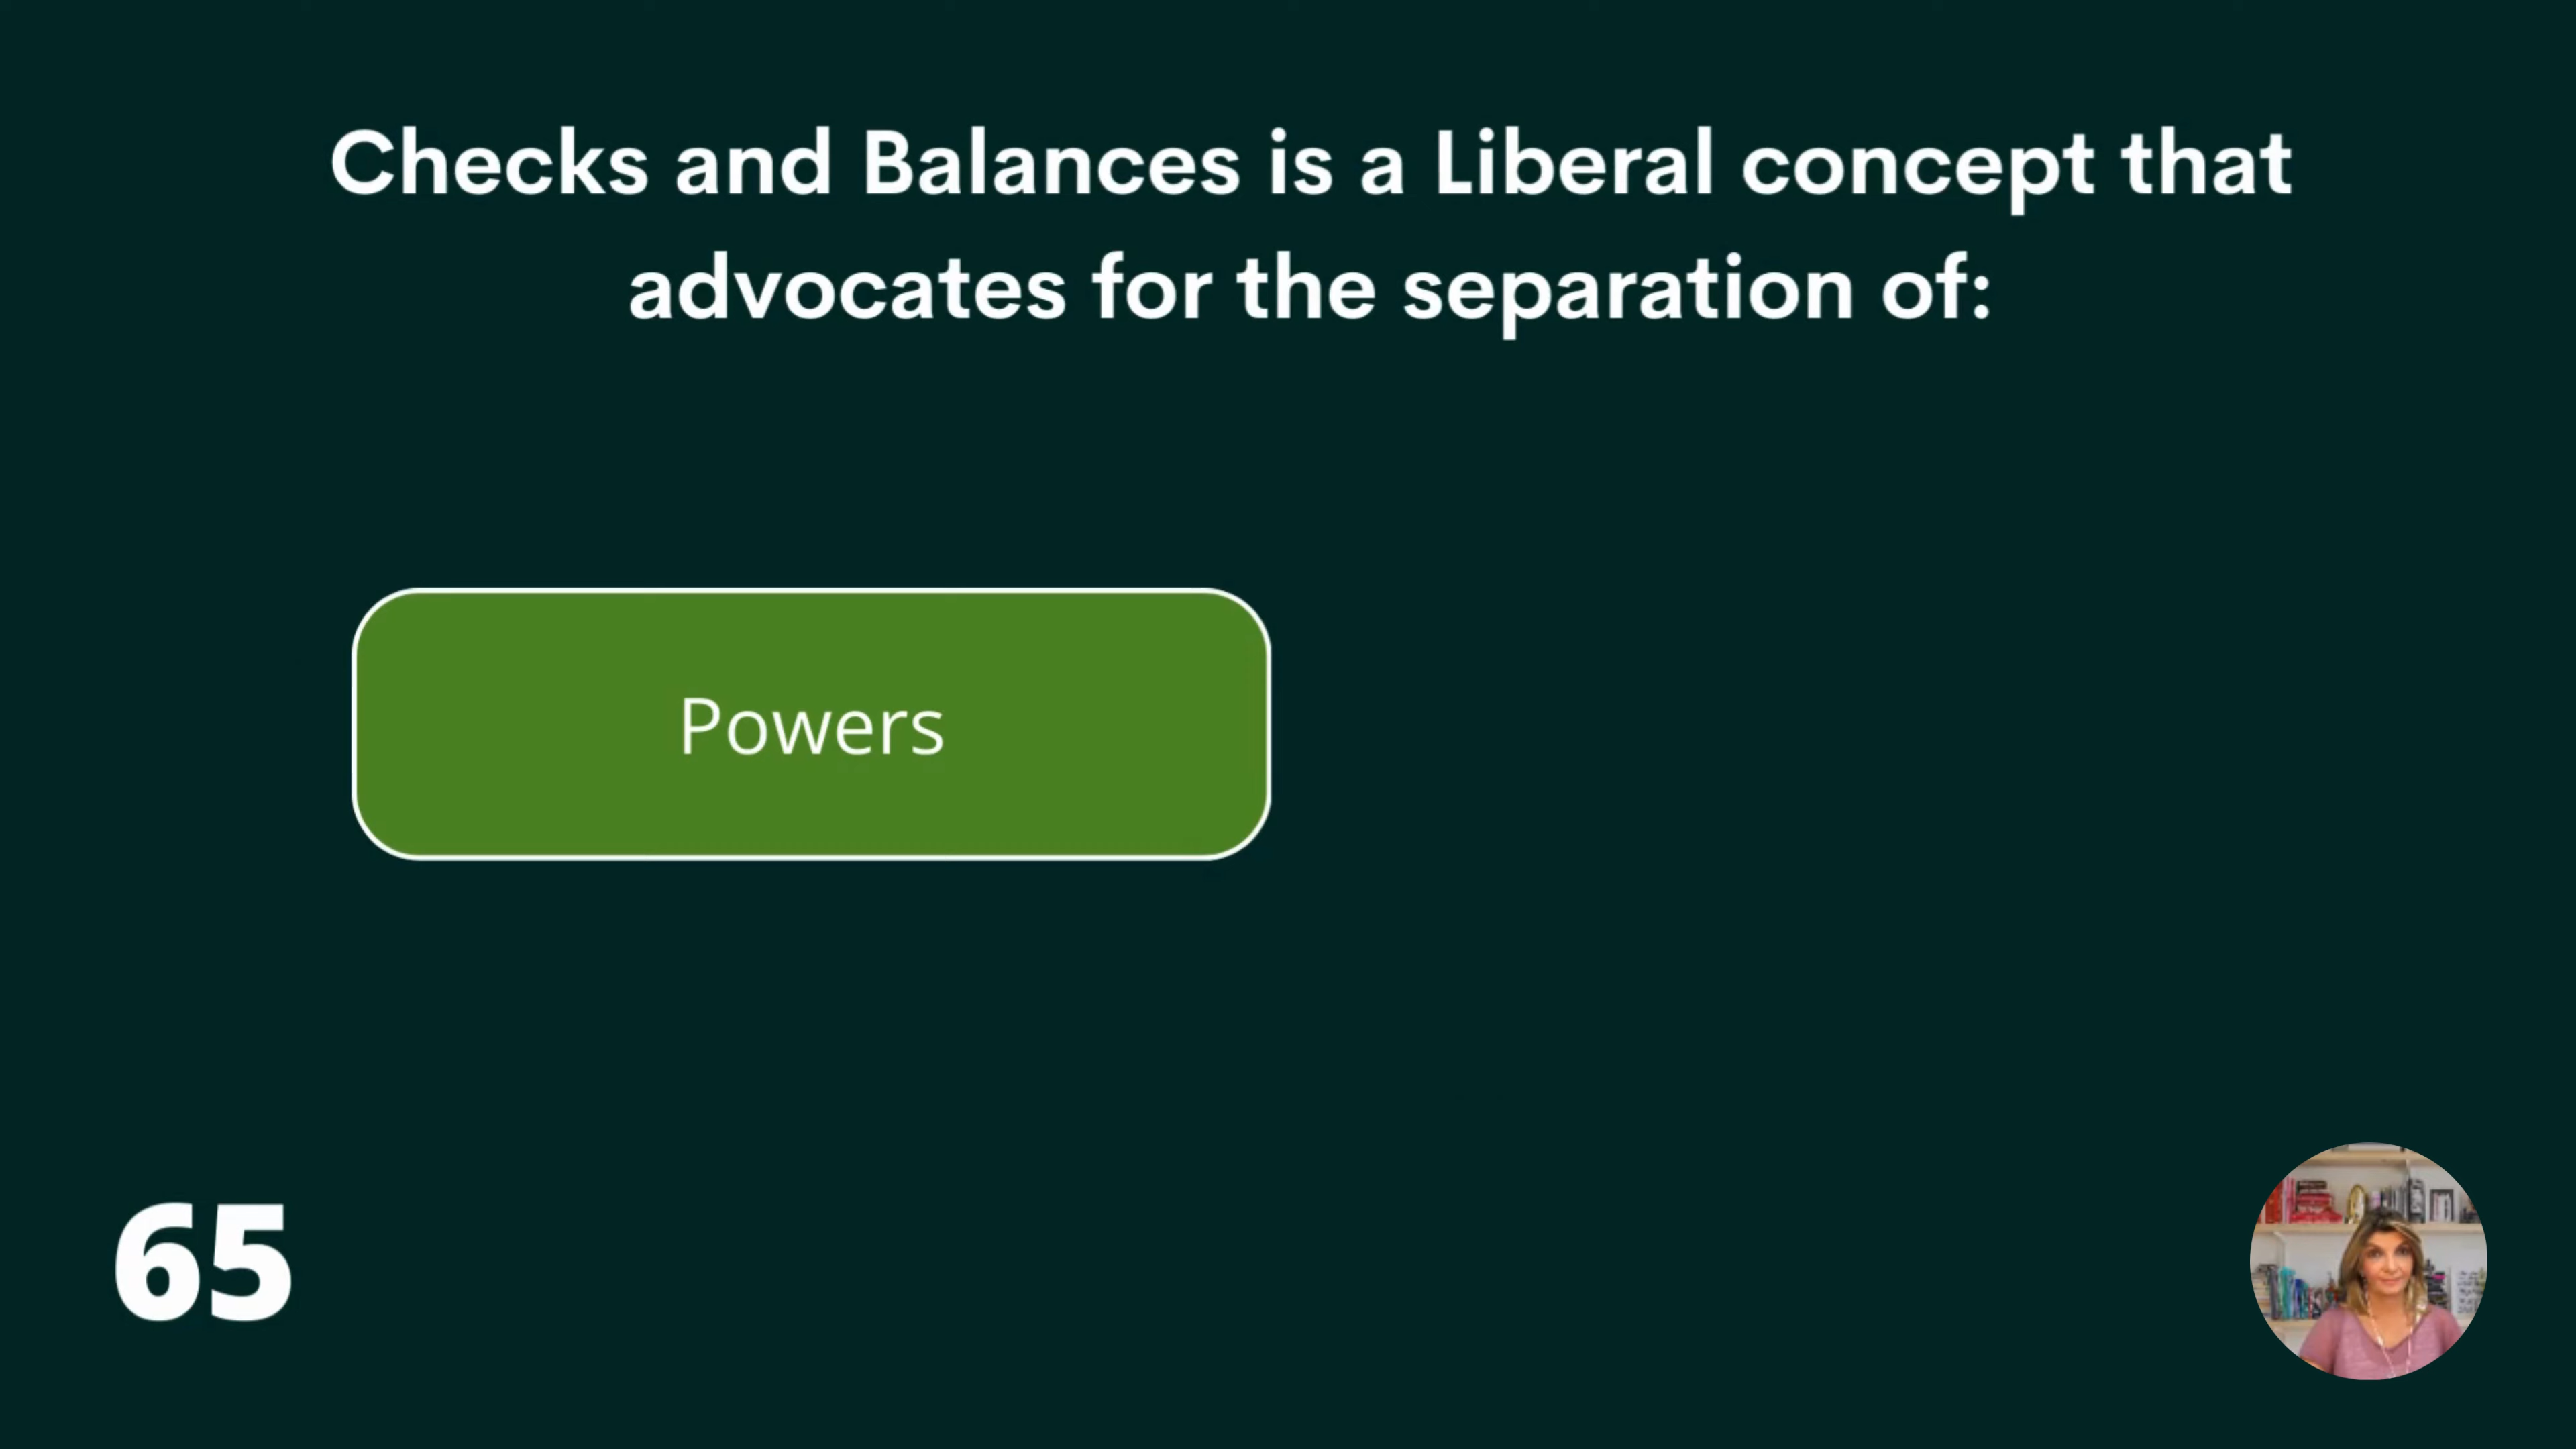 Checks and Balances is a Liberal concept that
advocates for the separation of:
Powers
65